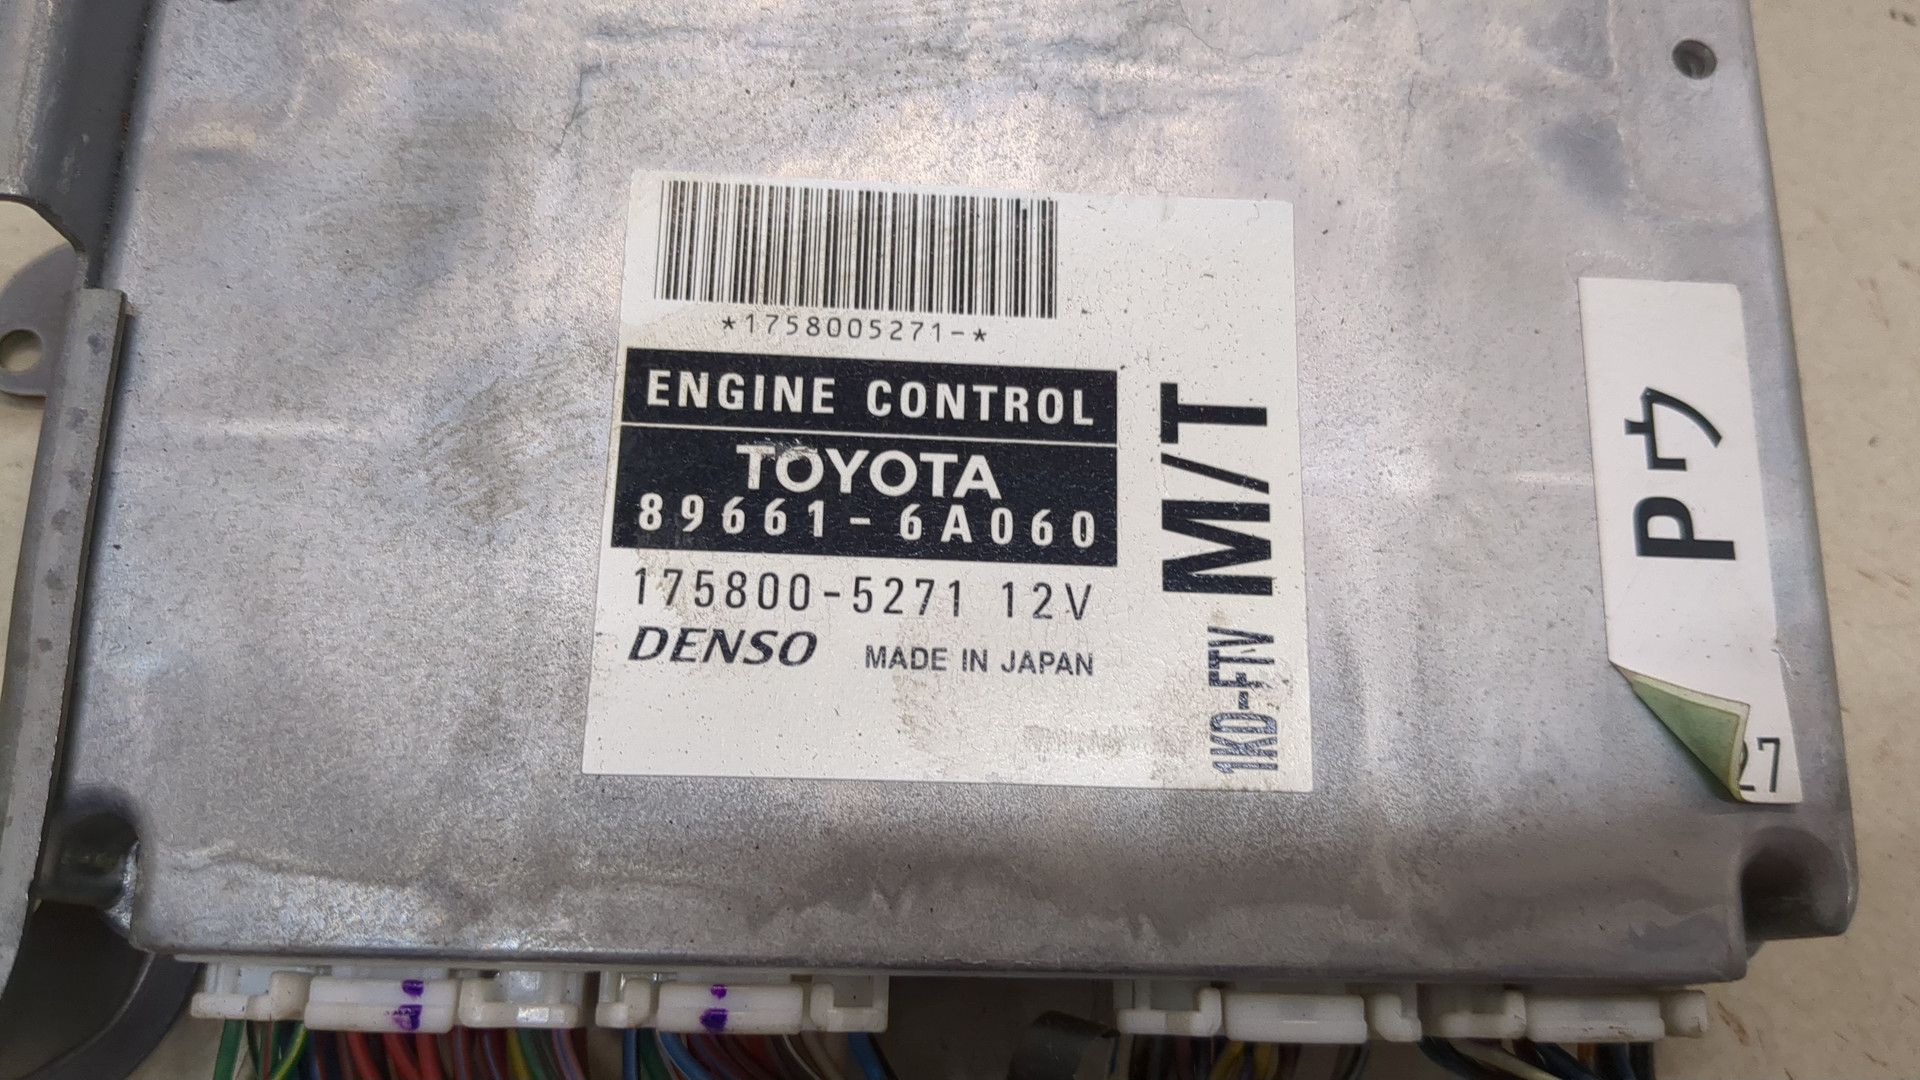 *1758005271-*
ENGINE CONTROL
TOYOTA
89661-6A060
175800-5271 12V
DENSO MADE IN JAPAN
M/T
1KD-FTV
Pウ
27